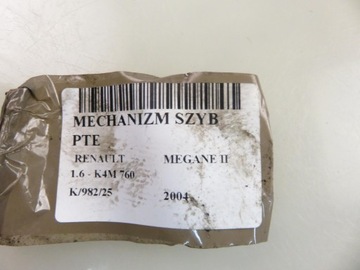 MECHANIZM SZYB
PTE
RENAULT MEGANE II
1.6 - K4M 760
K/982/25 2004